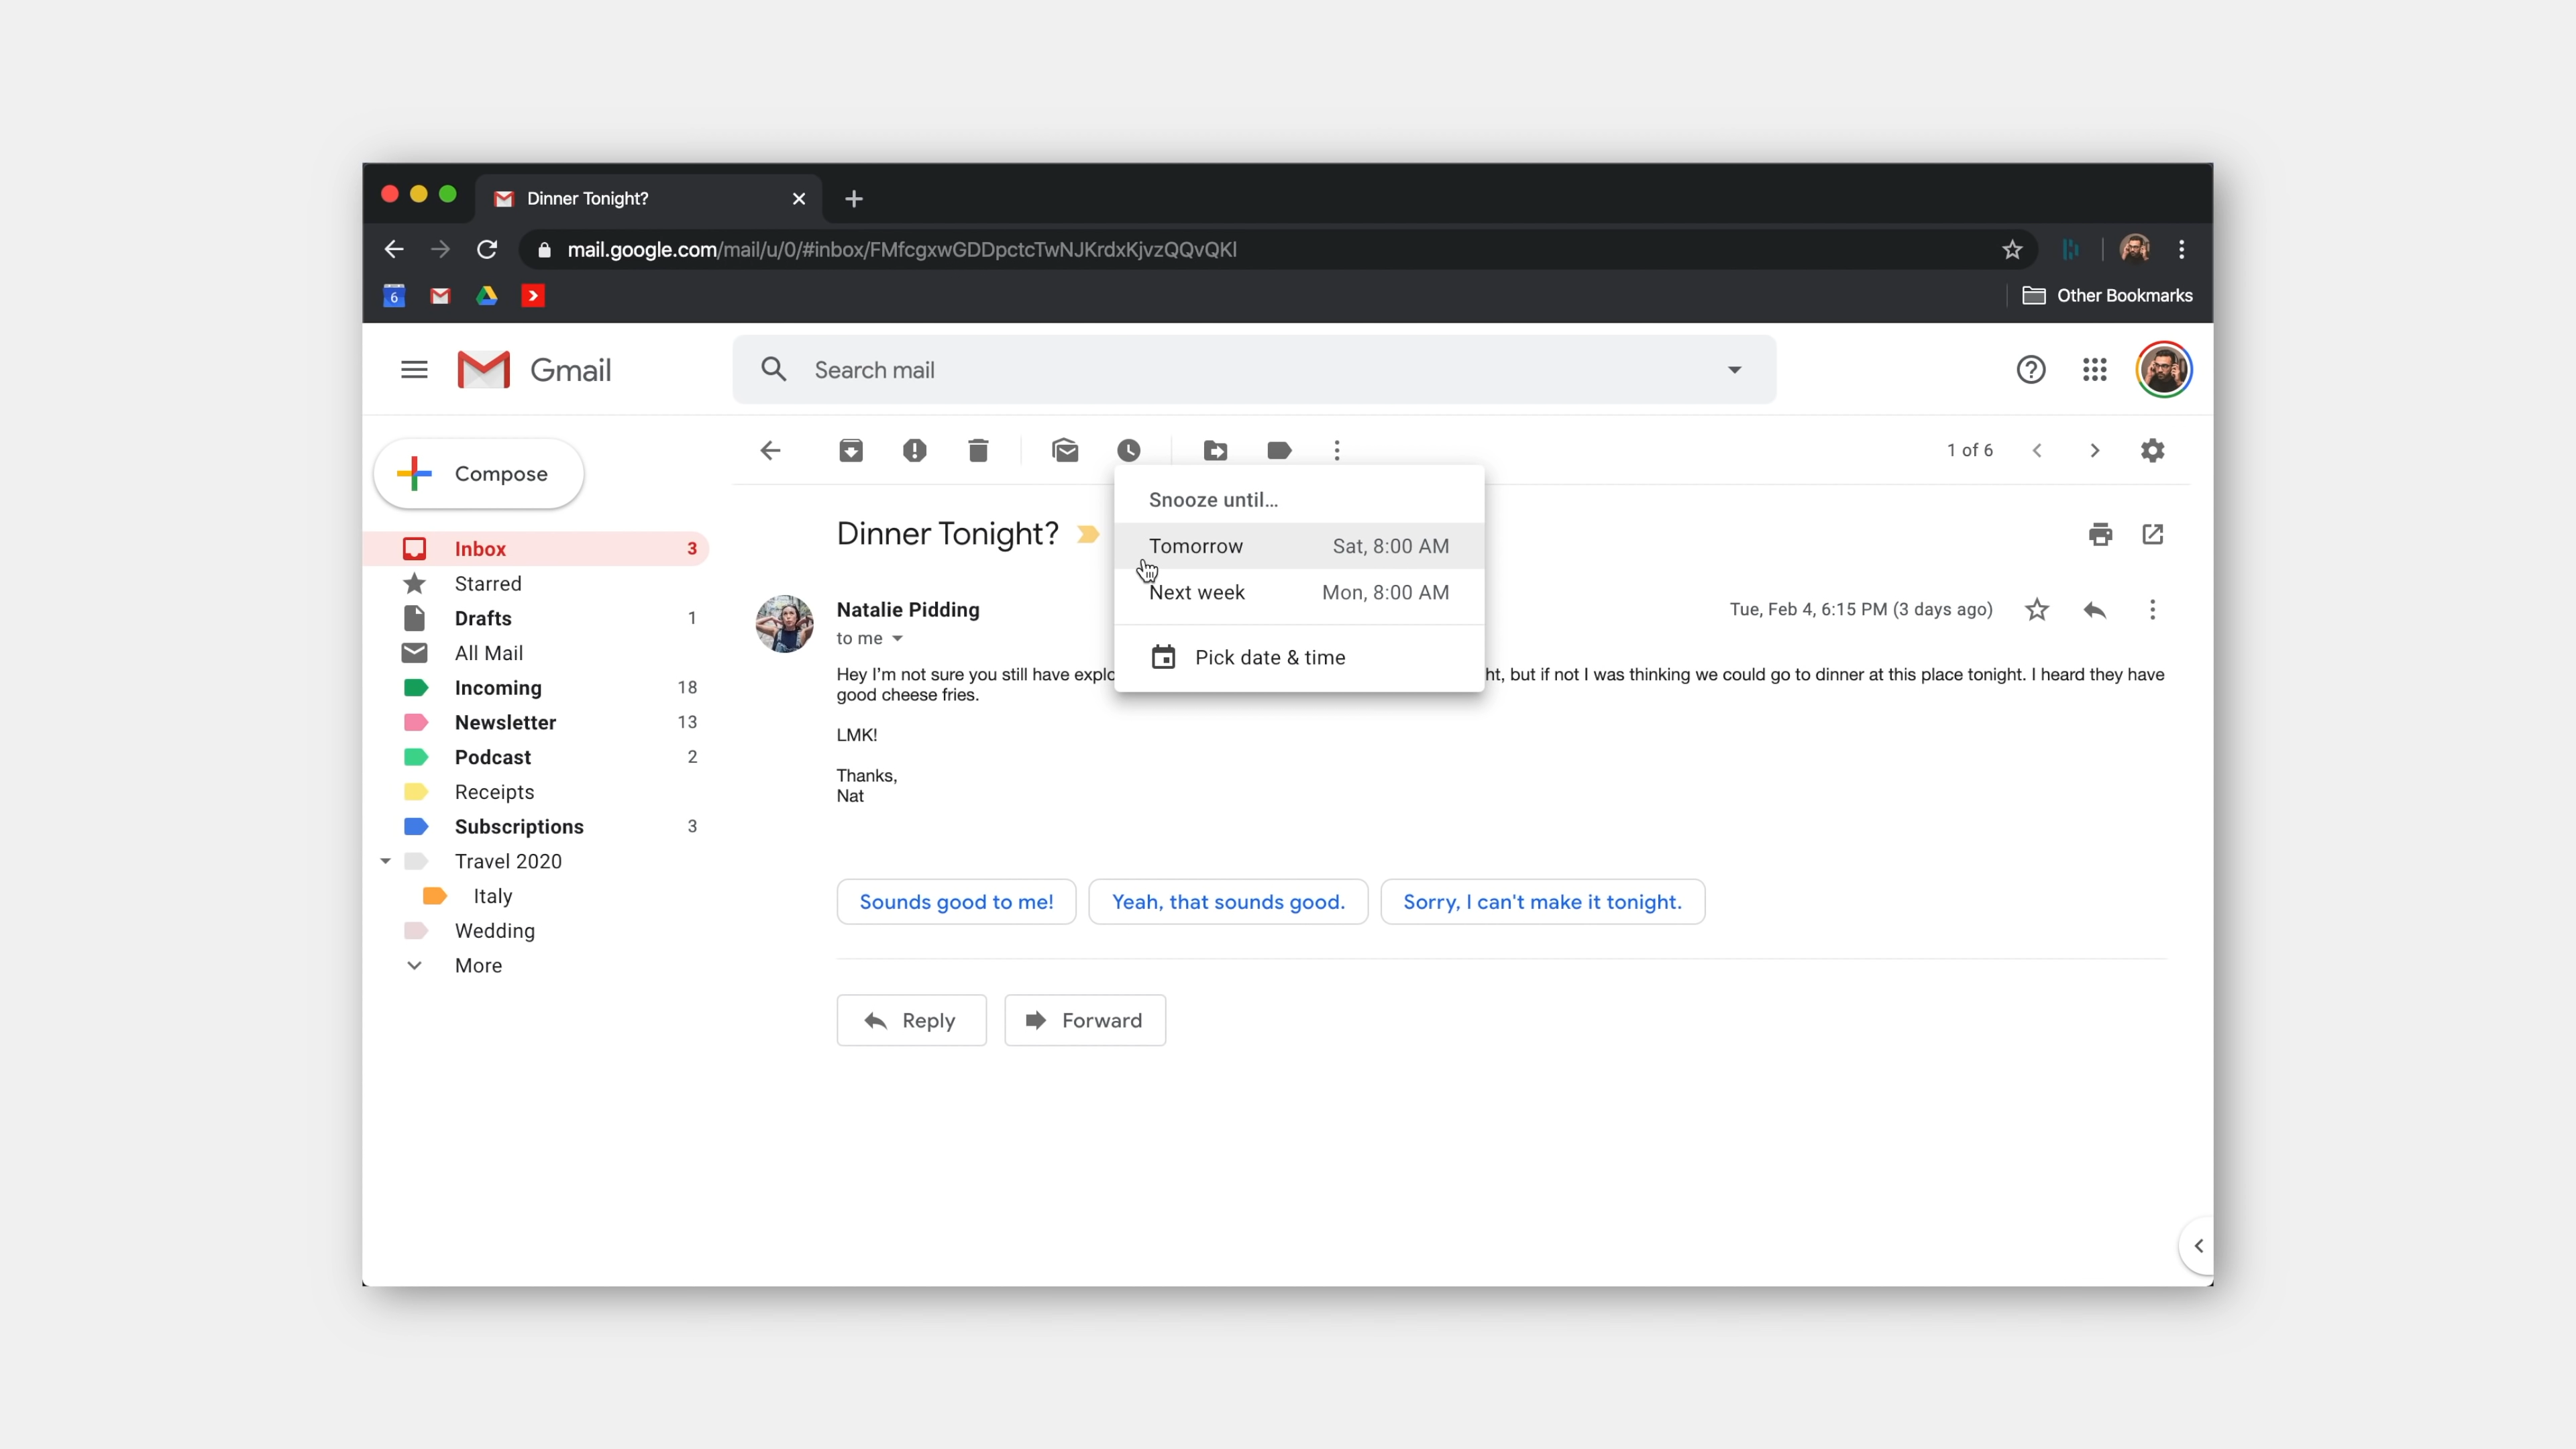 Dinner Tonight?
mail.google.com/mail/u/0/#inbox/FMfcgxwGDDpctcTwNJKrdxKjvzQQvQKl
6
Other Bookmarks
Gmail
Search mail
Compose
1 of 6
Inbox 3
Starred
Drafts 1
All Mail
Incoming 18
Newsletter 13
Podcast 2
Receipts
Subscriptions 3
Travel 2020
Italy
Wedding
More
Dinner Tonight?
Snooze until...
Tomorrow Sat, 8:00 AM
Next week Mon, 8:00 AM
Pick date & time
Natalie Pidding
Tue, Feb 4, 6:15 PM (3 days ago)
to me
Hey I'm not sure you still have but if not I was thinking we could go to dinner at this place tonight. I heard they have
good cheese fries.
LMK!
Thanks,
Nat
Sounds good to me!
Yeah, that sounds good.
Sorry, I can't make it tonight.
Reply
Forward